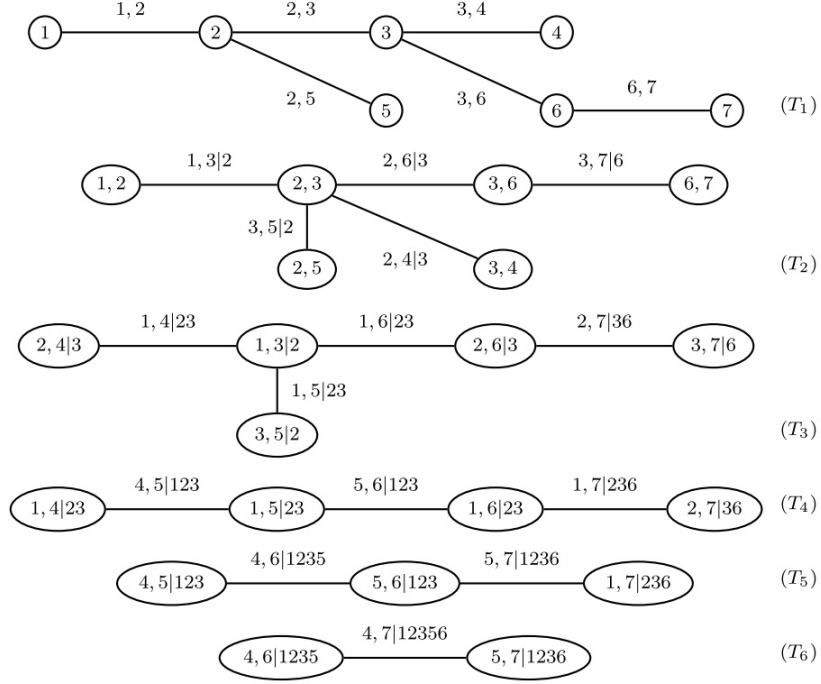 1, 2 2, 3 3, 4
1 2 3 4
2, 5 3, 6 6, 7
5 6 7 (T1)
1, 3|2 2, 6|3 3, 7|6
1, 2 2, 3 3, 6 6, 7
3, 5|2 2, 4|3
2, 5 3, 4 (T2)
1, 4|23 1, 6|23 2, 7|36
2, 4|3 1, 3|2 2, 6|3 3, 7|6
1, 5|23
3, 5|2 (T3)
4, 5|123 5, 6|123 1, 7|236
1, 4|23 1, 5|23 1, 6|23 2, 7|36 (T4)
4, 6|1235 5, 7|1236
4, 5|123 5, 6|123 1, 7|236 (T5)
4, 7|12356
4, 6|1235 5, 7|1236 (T6)